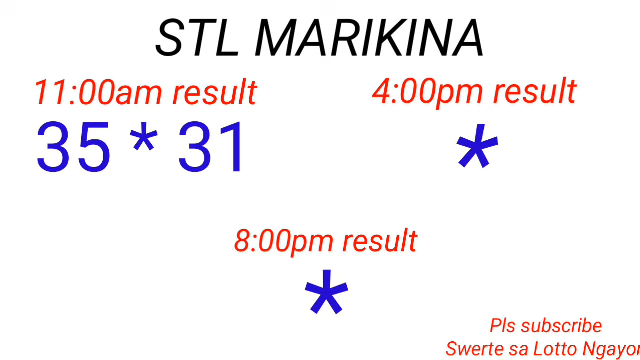 STL MARIKINA
11:00am result
35 * 31
4:00pm result
*
8:00pm result
*
Pls subscribe
Swerte sa Lotto Ngayon